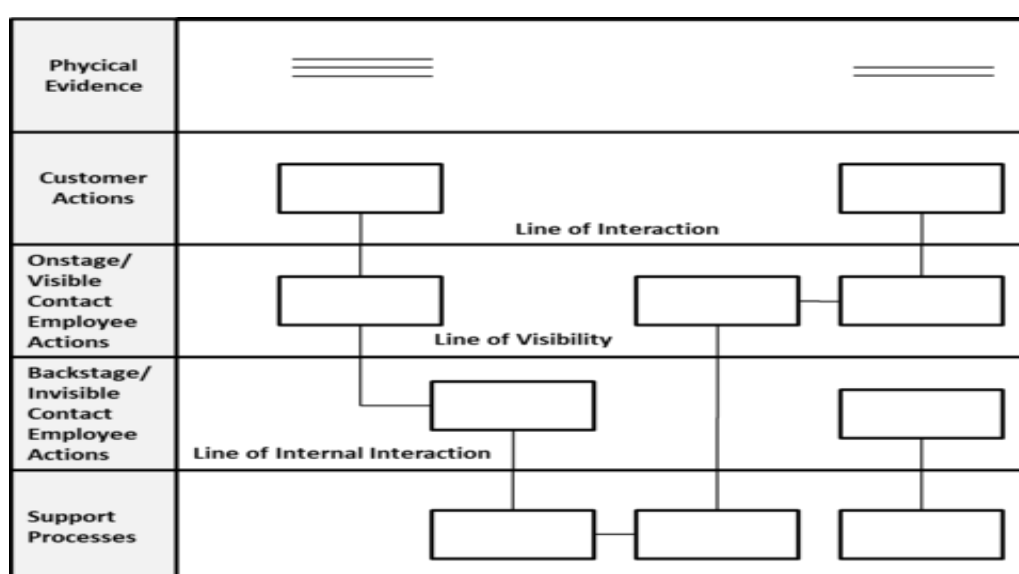 Phycical
Evidence
Customer
Actions
Line of Interaction
Onstage/
Visible
Contact
Employee
Actions
Line of Visibility
Backstage/
Invisible
Contact
Employee
Actions
Line of Internal Interaction
Support
Processes